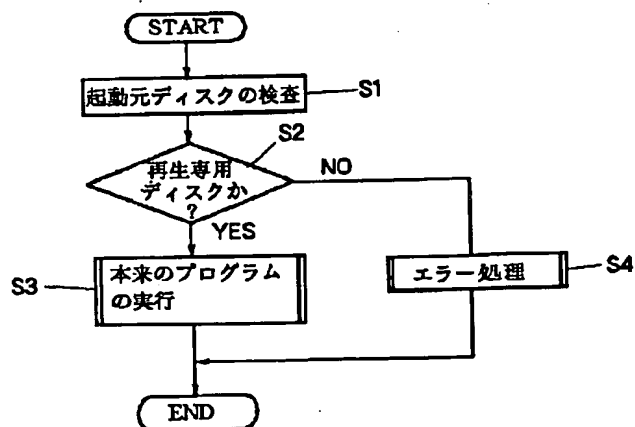 START
起動元ディスクの検査
S1
S2
再生専用
ディスクか
?
NO
YES
S3
本来のプログラム
の実行
エラー処理
S4
END